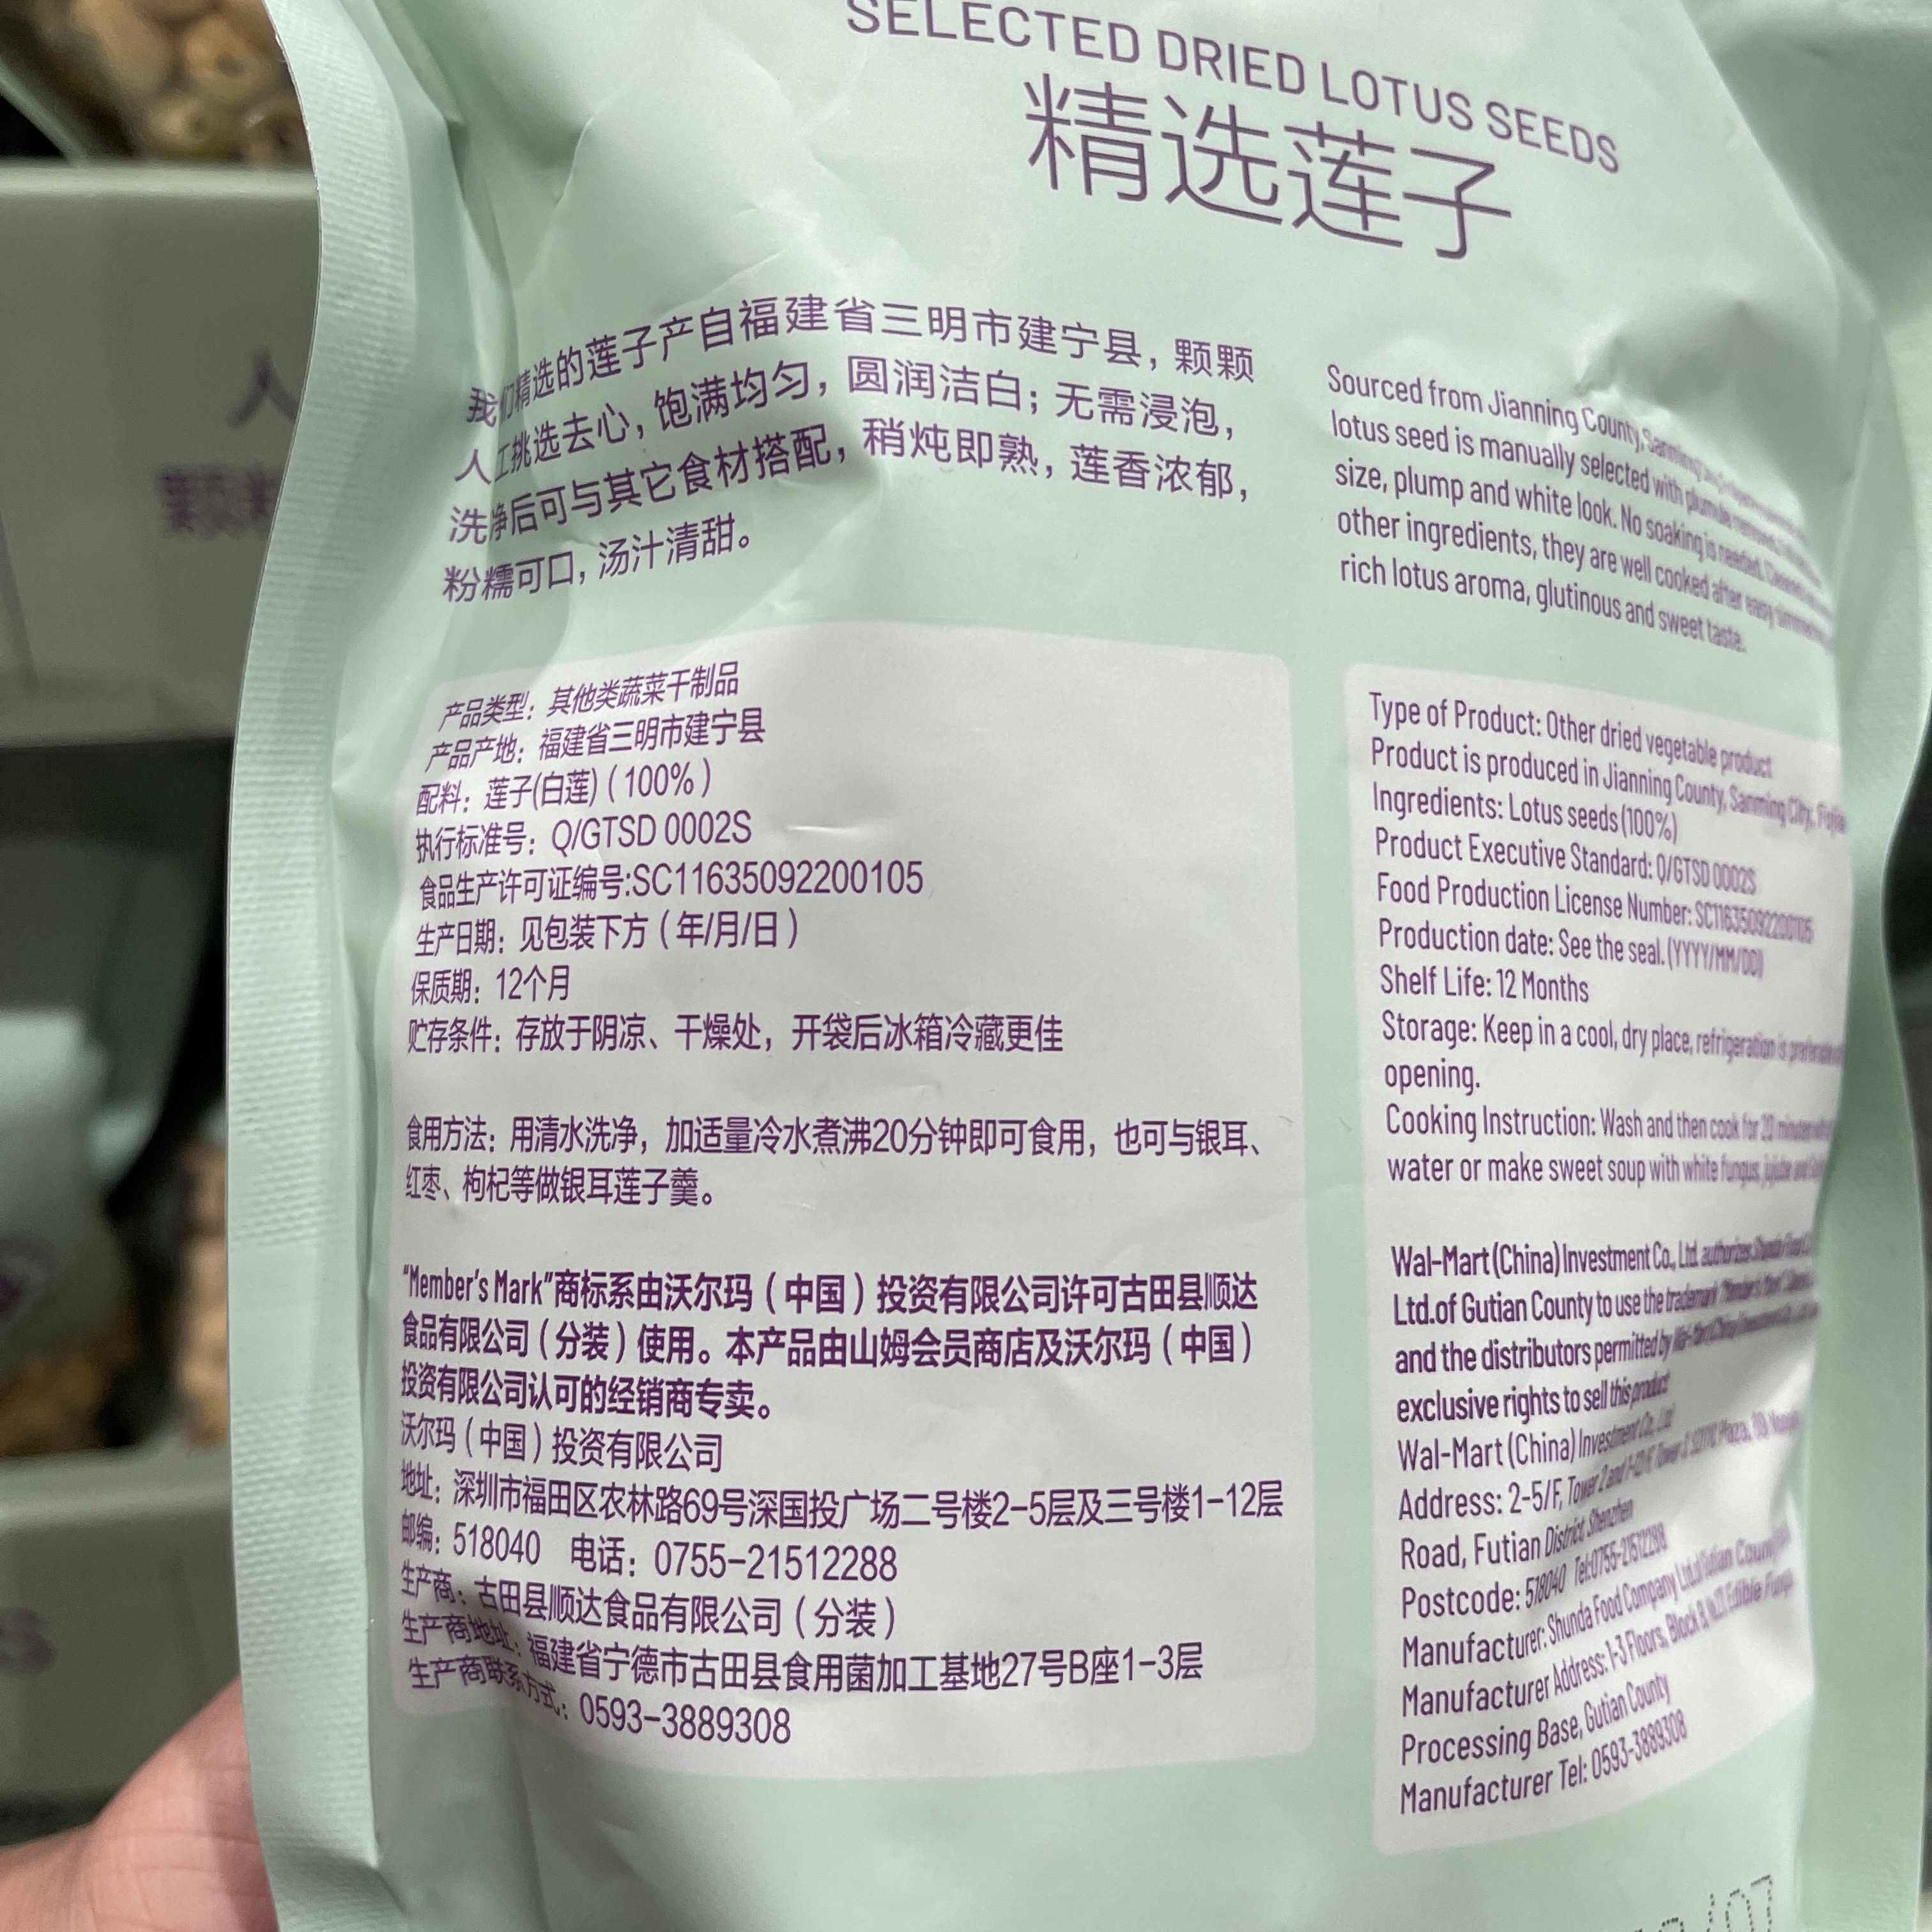 SELECTED DRIED LOTUS SEEDS
精选莲子
我们精选的莲子产自福建省三明市建宁县，颗颗
人工挑选去心，饱满均匀，圆润洁白；无需浸泡，
洗净后可与其它食材搭配，稍炖即熟，莲香浓郁，
粉糯可口，汤汁清甜。
产品类型：其他类蔬菜干制品
产品产地：福建省三明市建宁县
配料：莲子(白莲)（100%）
执行标准号：Q/GTSD 0002S
食品生产许可证编号:SC11635092200105
生产日期：见包装下方（年/月/日）
保质期：12个月
贮存条件：存放于阴凉、干燥处，开袋后冰箱冷藏更佳
食用方法：用清水洗净，加适量冷水煮沸20分钟即可食用，也可与银耳、
红枣、枸杞等做银耳莲子羹。
“Member's Mark”商标系由沃尔玛（中国）投资有限公司许可古田县顺达
食品有限公司（分装）使用。本产品由山姆会员商店及沃尔玛（中国）
投资有限公司认可的经销商专卖。
沃尔玛（中国）投资有限公司
地址：深圳市福田区农林路69号深国投广场二号楼2-5层及三号楼1-12层
邮编：518040 电话：0755-21512288
生产商：古田县顺达食品有限公司（分装）
生产商地址：福建省宁德市古田县食用菌加工基地27号B座1-3层
生产商联系方式：0593-3889308
Sourced from Jianning County, Sanming
lotus seed is manually selected with plumule
size, plump and white look. No soaking is needed.
other ingredients, they are well cooked after easy
rich lotus aroma, glutinous and sweet taste.
Type of Product: Other dried vegetable product
Product is produced in Jianning County, Sanming City,
Ingredients: Lotus seeds (100%)
Product Executive Standard: Q/GTSD 0002S
Food Production License Number: SC11635092200105
Production date: See the seal. (YYYY/MM/DD)
Shelf Life: 12 Months
Storage: Keep in a cool, dry place, refrigeration is
opening.
Cooking Instruction: Wash and then cook for 20
water or make sweet soup with white fungus, jujube and
Wal-Mart (China) Investment Co., Ltd. authorizes Shunda Food
Ltd. of Gutian County to use the trademark
and the distributors permitted by
exclusive rights to sell this product
Wal-Mart (China) Investment Co., Ltd
Address: 2-5/F, Tower 2 and
Road, Futian District, Shenzhen
Postcode: 518040 Tel:0755-21512288
Manufacturer: Shunda Food Company Ltd.
Manufacturer Address: 1-3 Floors, Block B,
Processing Base, Gutian County
Manufacturer Tel: 0593-3889308